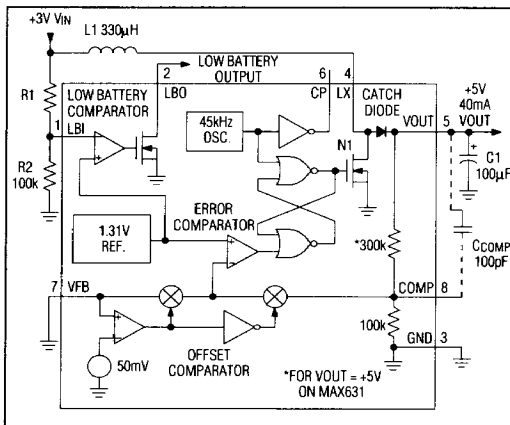 +3V VIN
L1 330µH
LOW BATTERY
OUTPUT
2
LBO
6
CP
4
LX
CATCH
DIODE
VOUT
5
+5V
40mA
VOUT
R1
LOW BATTERY
COMPARATOR
1
LBI
45kHz
OSC.
N1
+
C1
100µF
R2
100k
1.31V
REF.
ERROR
COMPARATOR
*300k
CCOMP
100pF
7
VFB
COMP
8
100k
GND
3
50mV
OFFSET
COMPARATOR
*FOR VOUT = +5V
ON MAX631